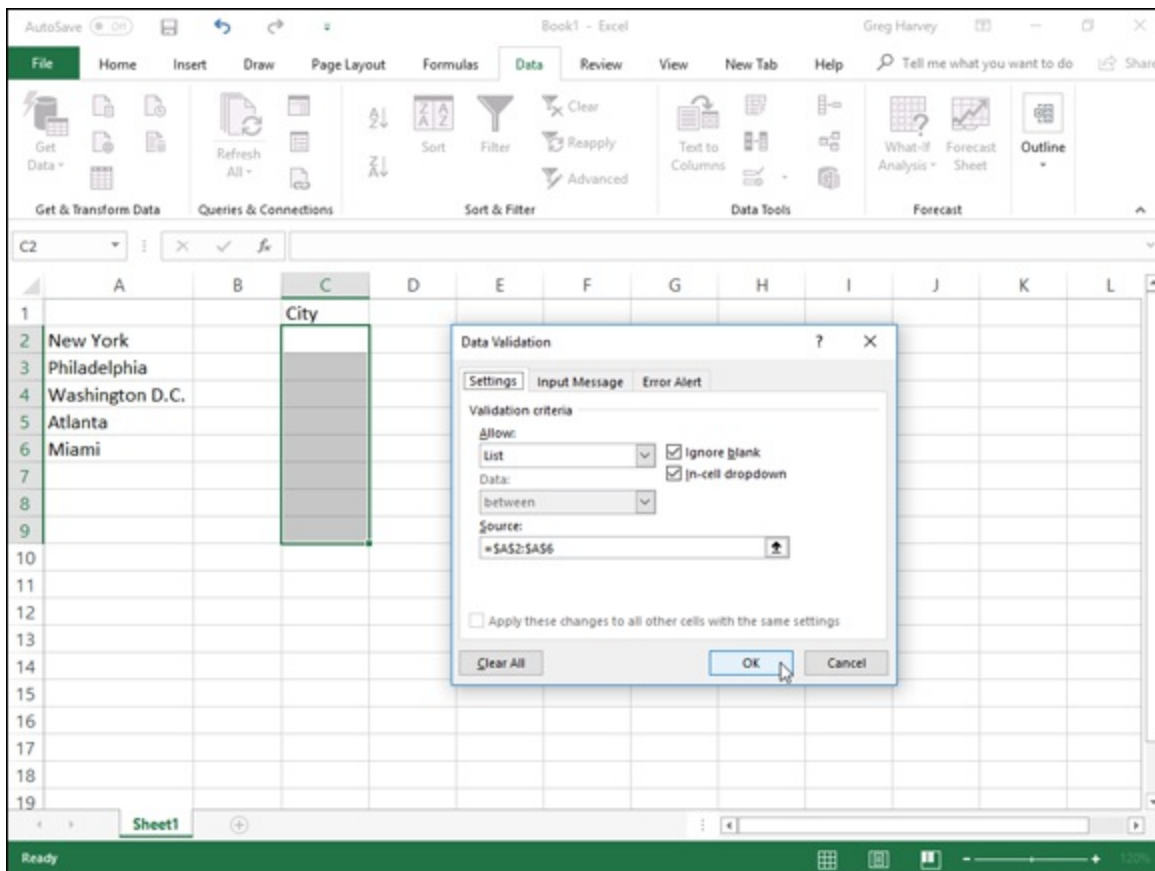 AutoSave Off Book1 - Excel Greg Harvey
File Home Insert Draw Page Layout Formulas Data Review View New Tab Help Tell me what you want to do Share
Get Data
Refresh All
Sort
Filter
Clear
Reapply
Advanced
Text to Columns
What-If Analysis
Forecast Sheet
Outline
Get & Transform Data Queries & Connections Sort & Filter Data Tools Forecast
C2 fx
A B C D E F G H I J K L
1 City
2 New York
3 Philadelphia
4 Washington D.C.
5 Atlanta
6 Miami
7
8
9
10
11
12
13
14
15
16
17
18
19
Data Validation ?
Settings Input Message Error Alert
Validation criteria
Allow:
List
Ignore blank
In-cell dropdown
Data:
between
Source:
=$A$2:$A$6
Apply these changes to all other cells with the same settings
Clear All OK Cancel
Sheet1
Ready 120%